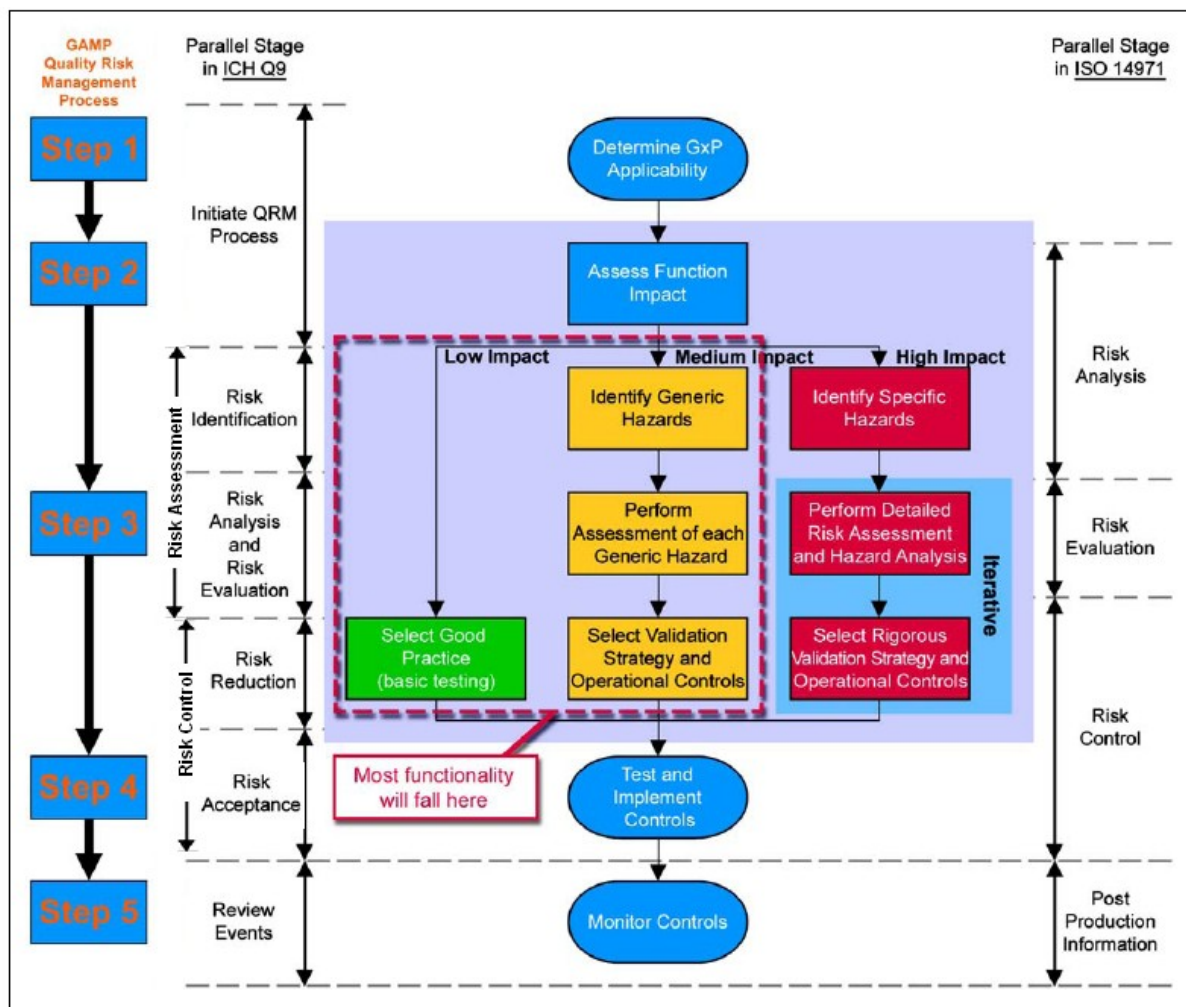 GAMP
Quality Risk
Management
Process
Parallel Stage
in ICH Q9
Parallel Stage
in ISO 14971
Step 1
Determine GxP
Applicability
Initiate QRM
Process
Step 2
Assess Function
Impact
Low Impact
Medium Impact
High Impact
Risk Assessment
Risk
Identification
Identify Generic
Hazards
Identify Specific
Hazards
Risk
Analysis
Step 3
Risk
Analysis
and
Risk
Evaluation
Perform
Assessment of each
Generic Hazard
Perform Detailed
Risk Assessment
and Hazard Analysis
Iterative
Risk
Evaluation
Risk Control
Risk
Reduction
Select Good
Practice
(basic testing)
Select Validation
Strategy and
Operational Controls
Select Rigorous
Validation Strategy and
Operational Controls
Risk
Control
Step 4
Risk
Acceptance
Most functionality
will fall here
Test and
Implement
Controls
Step 5
Review
Events
Monitor Controls
Post
Production
Information